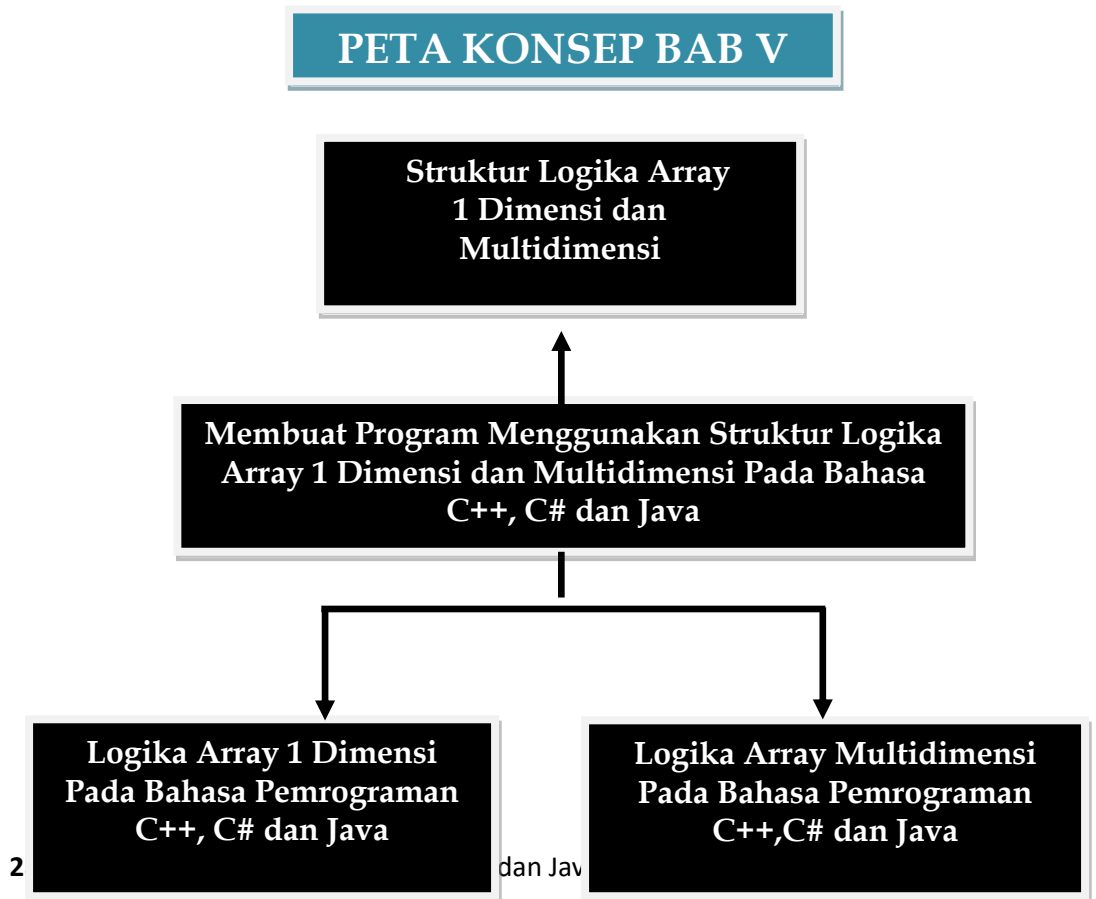 PETA KONSEP BAB V
Struktur Logika Array
1 Dimensi dan
Multidimensi
Membuat Program Menggunakan Struktur Logika
Array 1 Dimensi dan Multidimensi Pada Bahasa
C++, C# dan Java
Logika Array 1 Dimensi
Pada Bahasa Pemrograman
C++, C# dan Java
Logika Array Multidimensi
Pada Bahasa Pemrograman
C++,C# dan Java
2 dan Jav